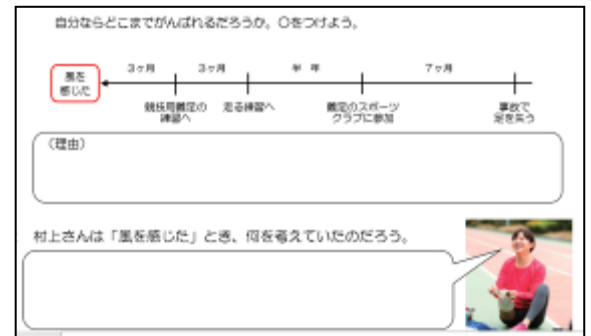 自分ならどこまでがんばれるだろうか。○をつけよう。
3ヶ月 3ヶ月 半 年 7ヶ月
風を
感じた
競技用義足の
練習へ
走る練習へ
義足のスポーツ
クラブに参加
事故で
足を失う
(理由)
村上さんは「風を感じた」とき、何を考えていたのだろう。